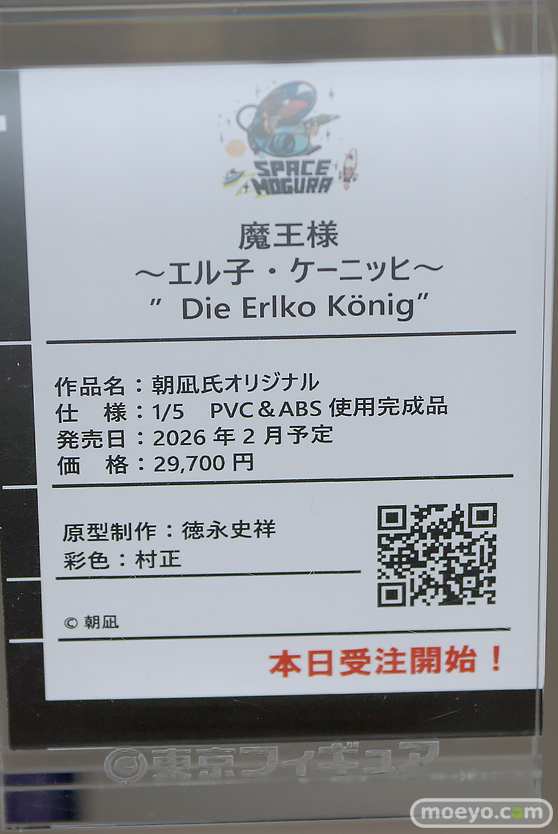 SPACE
MOGURA
魔王様
～エル子・ケーニッヒ～
” Die Erlko König”
作品名：朝凪氏オリジナル
仕　様：1/5　PVC＆ABS 使用完成品
発売日：2026 年 2 月予定
価　格：29,700 円
原型制作：徳永史祥
彩色：村正
© 朝凪
本日受注開始！
東京フィギュア
moeyo.com